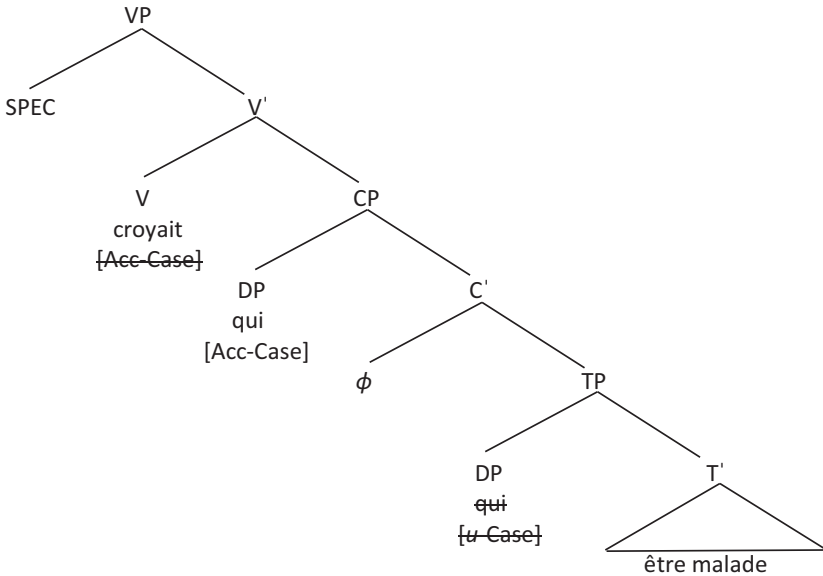 VP
SPEC
V'
V
croyait
[Acc-Case]
CP
DP
qui
[Acc-Case]
C'
ϕ
TP
DP
qui
[u-Case]
T'
être malade